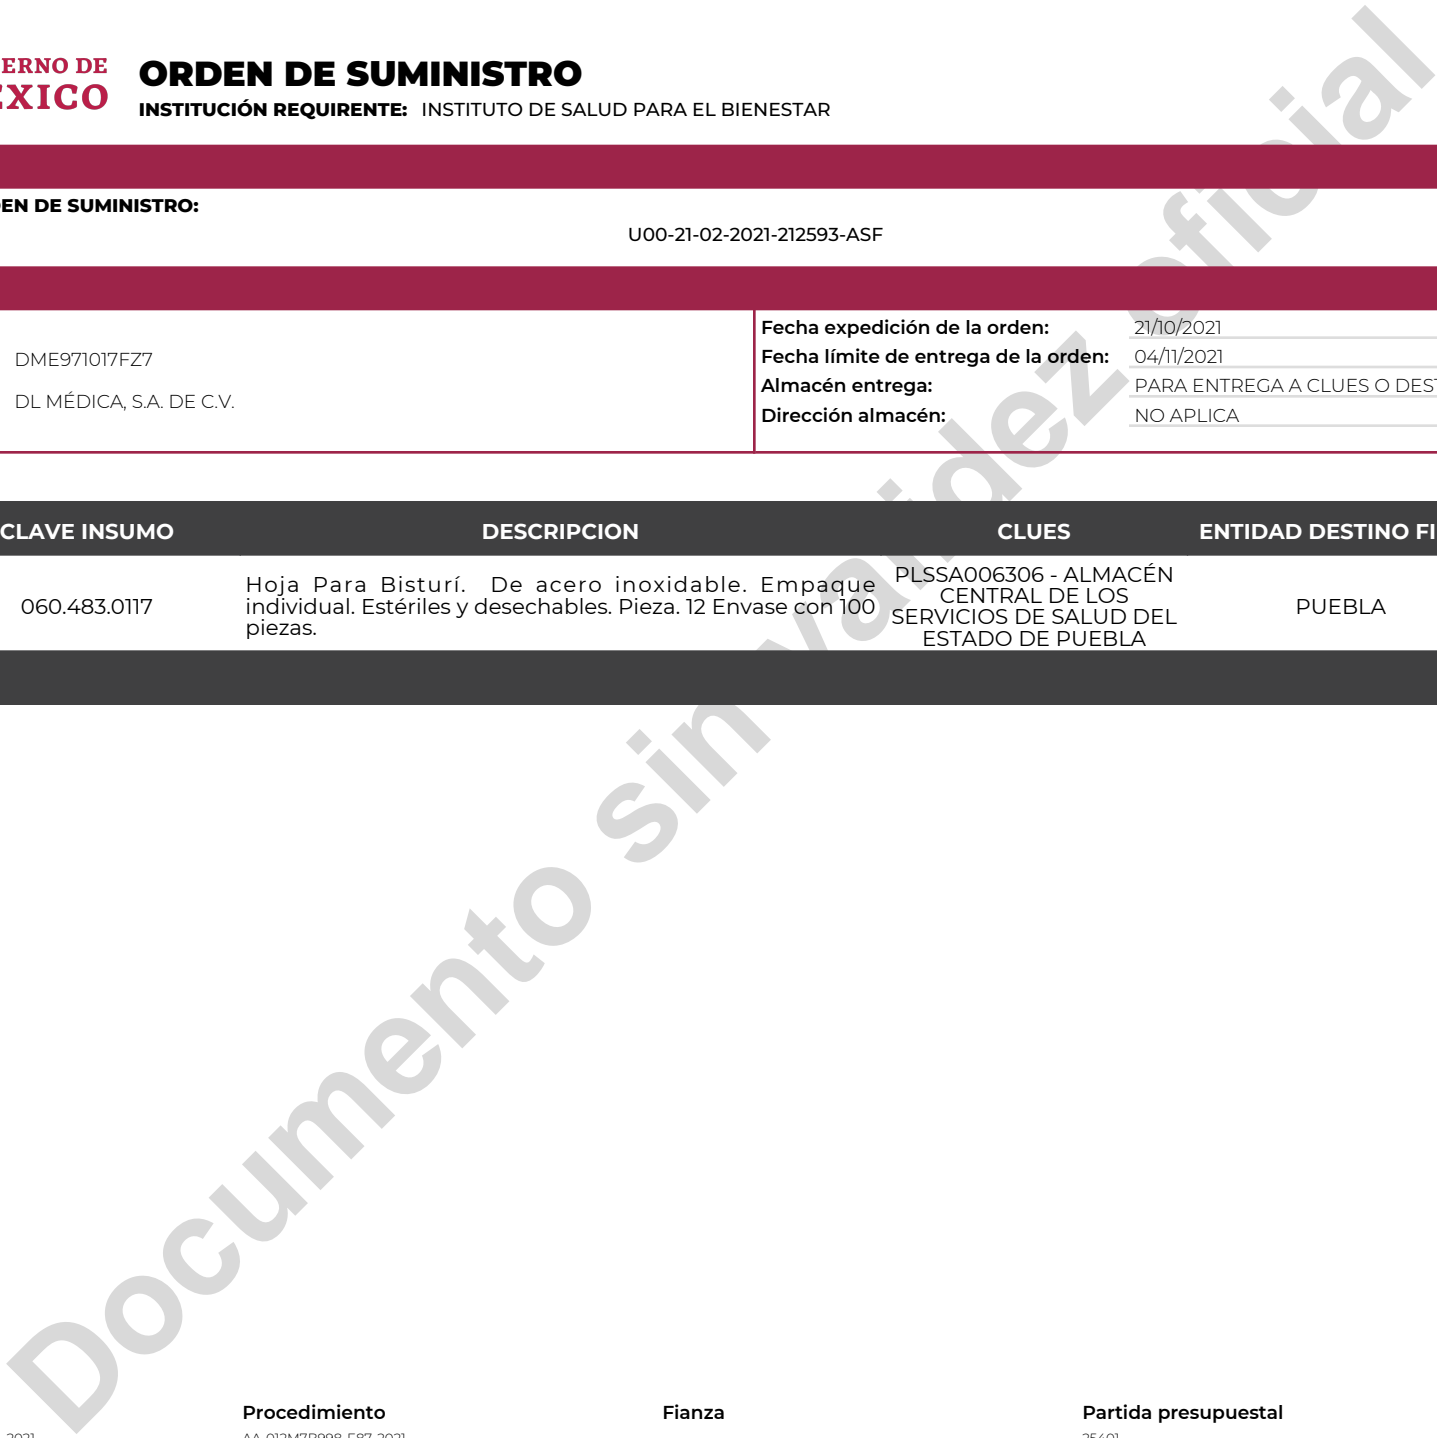 ERNO DE
EXICO
ORDEN DE SUMINISTRO
INSTITUCIÓN REQUIRENTE: INSTITUTO DE SALUD PARA EL BIENESTAR
EN DE SUMINISTRO:
U00-21-02-2021-212593-ASF
DME971017FZ7
DL MÉDICA, S.A. DE C.V.
Fecha expedición de la orden: 21/10/2021
Fecha límite de entrega de la orden: 04/11/2021
Almacén entrega: PARA ENTREGA A CLUES O DEST
Dirección almacén: NO APLICA
CLAVE INSUMO DESCRIPCION CLUES ENTIDAD DESTINO FI
060.483.0117
Hoja Para Bisturí. De acero inoxidable. Empaque
individual. Estériles y desechables. Pieza. 12 Envase con 100
piezas.
PLSSA006306 - ALMACÉN
CENTRAL DE LOS
SERVICIOS DE SALUD DEL
ESTADO DE PUEBLA
PUEBLA
Documento sin validez oficial
Procedimiento Fianza Partida presupuestal